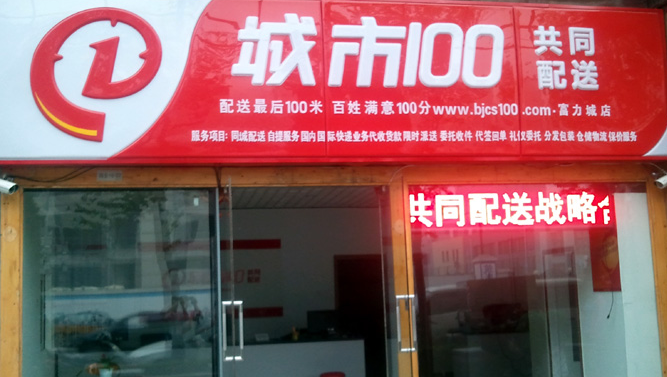 城市100
共同
配送
配送最后100米 百姓满意100分www.bjcs100.com·富力城店
服务项目: 同城配送 自提服务 国内国际快递业务 代收货款 限时派送 委托收件 代签回单 礼仪委托 分发包装 仓储物流 保价服务
共同配送战略